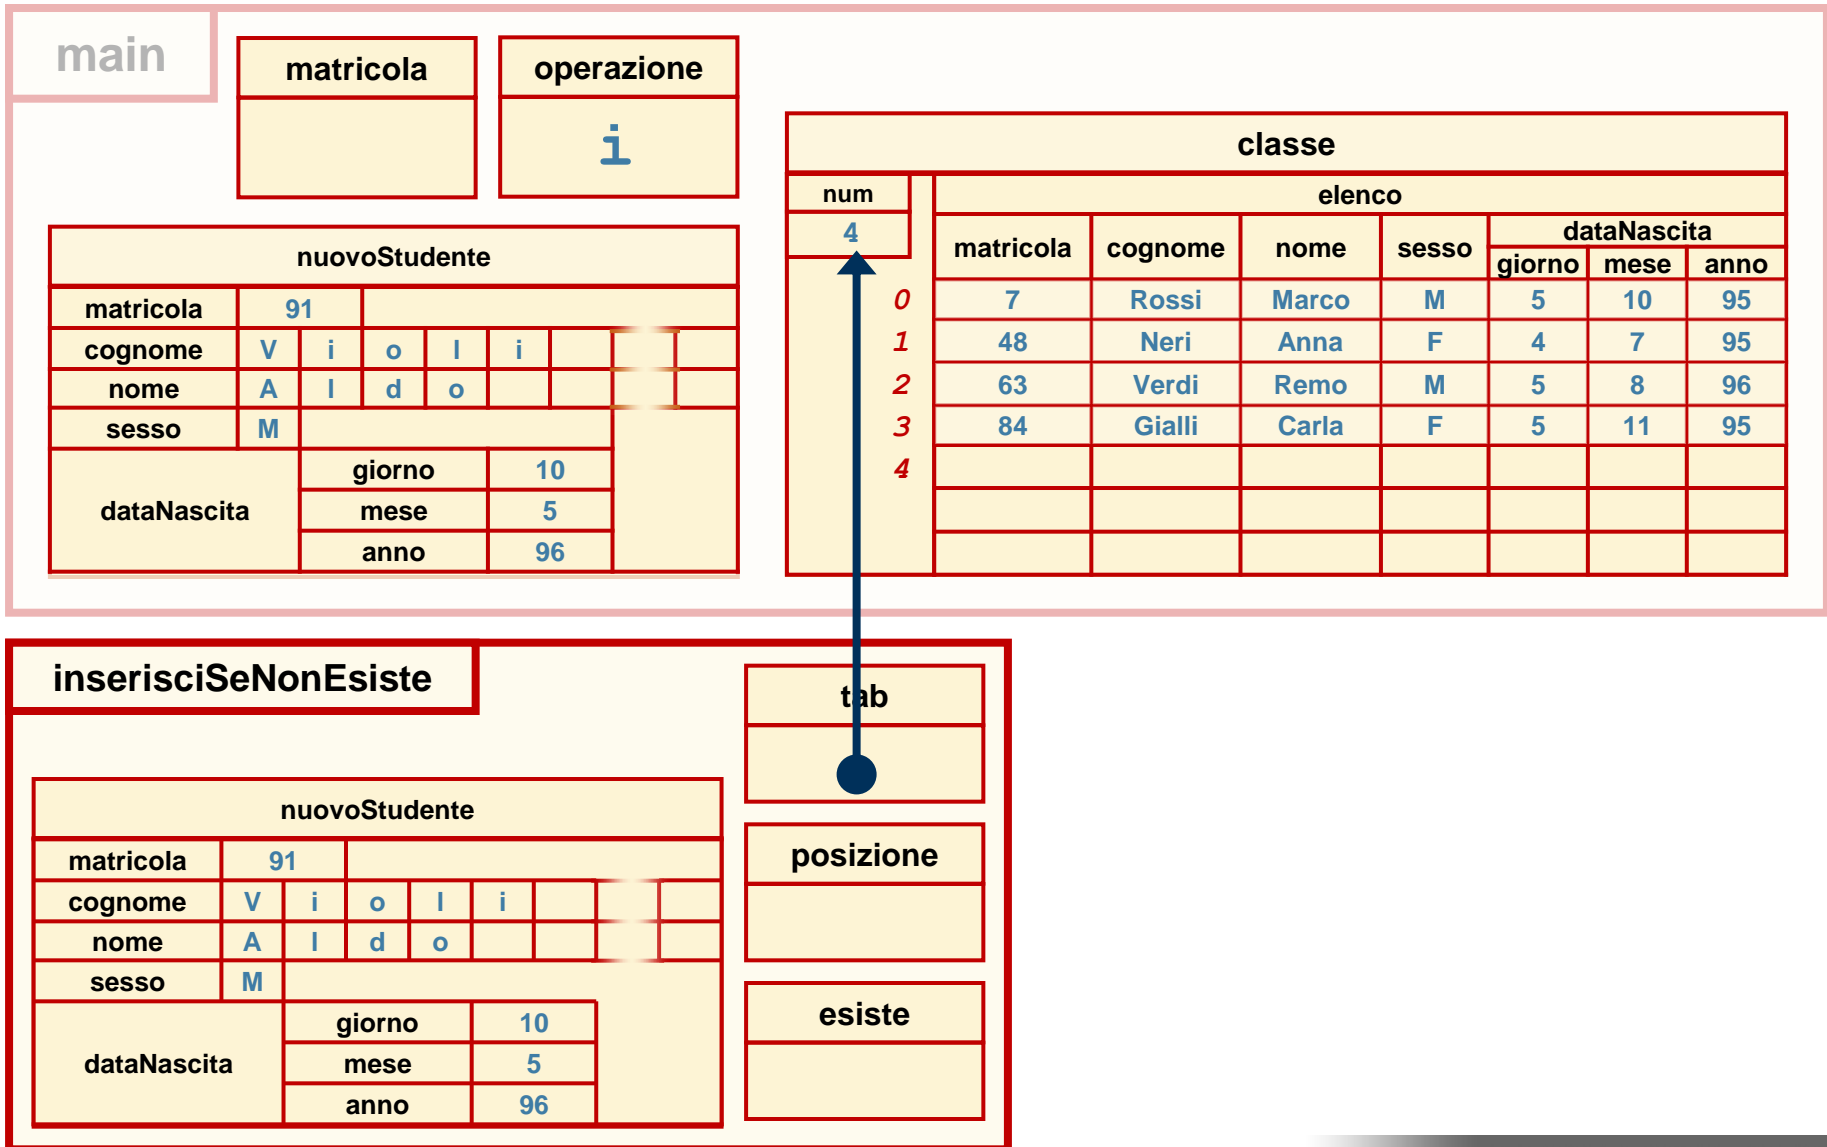 main
matricola
operazione
i
nuovoStudente
matricola 91
cognome V i o l i
nome A l d o
sesso M
dataNascita
giorno 10
mese 5
anno 96
classe
num
4
elenco
matricola cognome nome sesso dataNascita
giorno mese anno
0 7 Rossi Marco M 5 10 95
1 48 Neri Anna F 4 7 95
2 63 Verdi Remo M 5 8 96
3 84 Gialli Carla F 5 11 95
4
inserisciSeNonEsiste
tab
nuovoStudente
matricola 91
cognome V i o l i
nome A l d o
sesso M
dataNascita
giorno 10
mese 5
anno 96
posizione
esiste